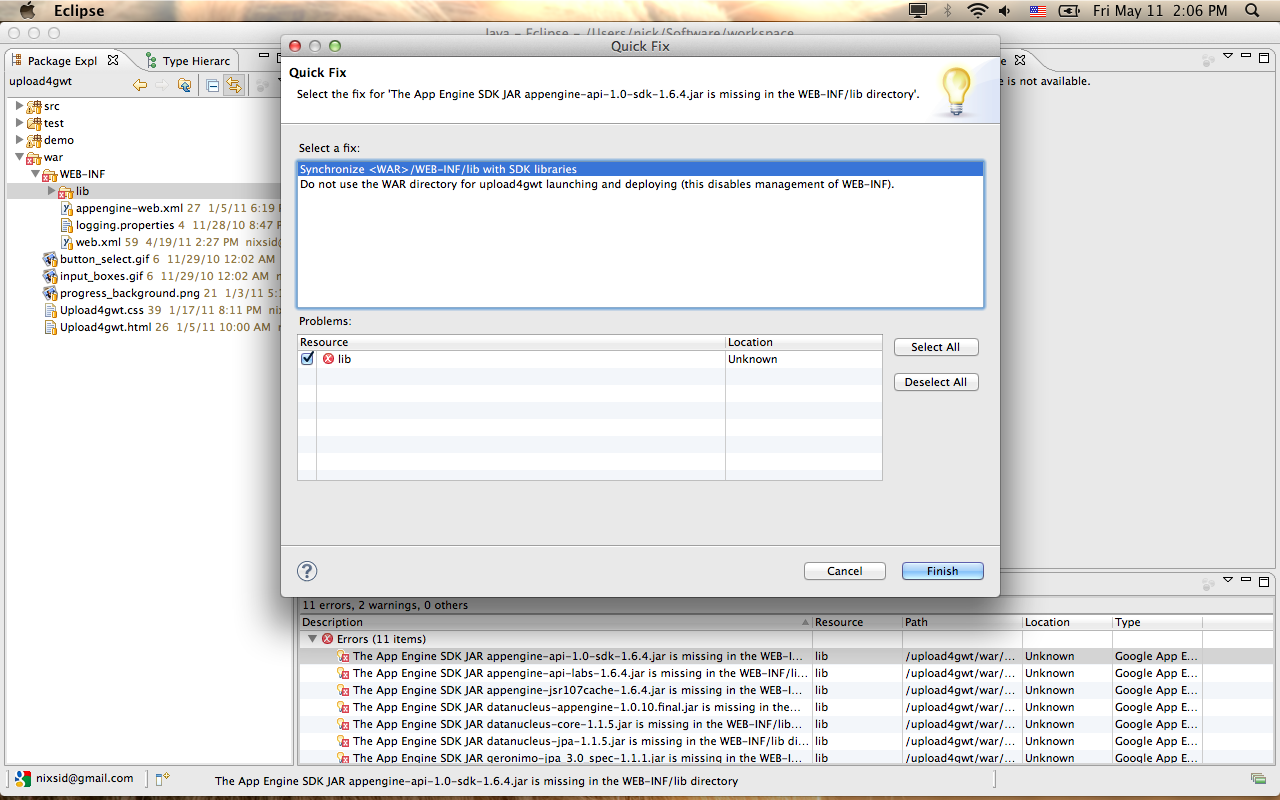 Eclipse
Fri May 11 2:06 PM
Java – Eclipse – /Users/nick/Software/workspace
Package Expl
Type Hierarc
upload4gwt
src
test
demo
war
WEB-INF
lib
appengine-web.xml 27 1/5/11 6:19
logging.properties 4 11/28/10 8:47
web.xml 59 4/19/11 2:27 PM nixsid@
button_select.gif 6 11/29/10 12:02 AM
input_boxes.gif 6 11/29/10 12:02 AM
progress_background.png 21 1/3/11
Upload4gwt.css 39 1/17/11 8:11 PM
Upload4gwt.html 26 1/5/11 10:00 AM
is not available.
Quick Fix
Quick Fix
Select the fix for 'The App Engine SDK JAR appengine-api-1.0-sdk-1.6.4.jar is missing in the WEB-INF/lib directory'.
Select a fix:
Synchronize <WAR>/WEB-INF/lib with SDK libraries
Do not use the WAR directory for upload4gwt launching and deploying (this disables management of WEB-INF).
Problems:
Resource Location
lib Unknown
Select All
Deselect All
?
Cancel Finish
11 errors, 2 warnings, 0 others
Description Resource Path Location Type
Errors (11 items)
The App Engine SDK JAR appengine-api-1.0-sdk-1.6.4.jar is missing in the WEB-I... lib /upload4gwt/war/... Unknown Google App E...
The App Engine SDK JAR appengine-api-labs-1.6.4.jar is missing in the WEB-INF/li... lib /upload4gwt/war/... Unknown Google App E...
The App Engine SDK JAR appengine-jsr107cache-1.6.4.jar is missing in the WEB-I... lib /upload4gwt/war/... Unknown Google App E...
The App Engine SDK JAR datanucleus-appengine-1.0.10.final.jar is missing in the... lib /upload4gwt/war/... Unknown Google App E...
The App Engine SDK JAR datanucleus-core-1.1.5.jar is missing in the WEB-INF/lib... lib /upload4gwt/war/... Unknown Google App E...
The App Engine SDK JAR datanucleus-jpa-1.1.5.jar is missing in the WEB-INF/lib di... lib /upload4gwt/war/... Unknown Google App E...
The App Engine SDK JAR geronimo-jpa_3.0_spec-1.1.1.jar is missing in the WEB-IN... lib /upload4gwt/war/... Unknown Google App E...
nixsid@gmail.com
The App Engine SDK JAR appengine-api-1.0-sdk-1.6.4.jar is missing in the WEB-INF/lib directory